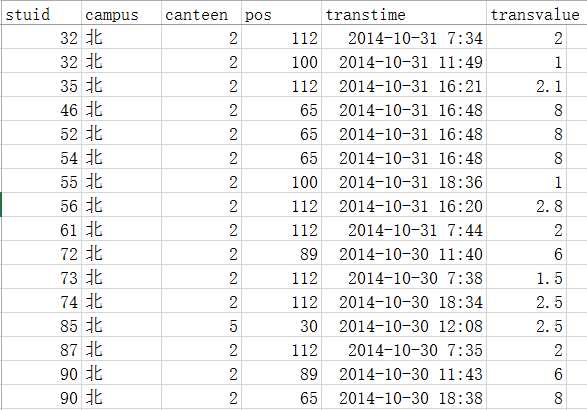 stuid campus canteen pos transtime transvalue
32 北 2 112 2014-10-31 7:34 2
32 北 2 100 2014-10-31 11:49 1
35 北 2 112 2014-10-31 16:21 2.1
46 北 2 65 2014-10-31 16:48 8
52 北 2 65 2014-10-31 16:48 8
54 北 2 65 2014-10-31 16:48 8
55 北 2 100 2014-10-31 18:36 1
56 北 2 112 2014-10-31 16:20 2.8
61 北 2 112 2014-10-31 7:44 2
72 北 2 89 2014-10-30 11:40 6
73 北 2 112 2014-10-30 7:38 1.5
74 北 2 112 2014-10-30 18:34 2.5
85 北 5 30 2014-10-30 12:08 2.5
87 北 2 112 2014-10-30 7:35 2
90 北 2 89 2014-10-30 11:43 6
90 北 2 65 2014-10-30 18:38 8